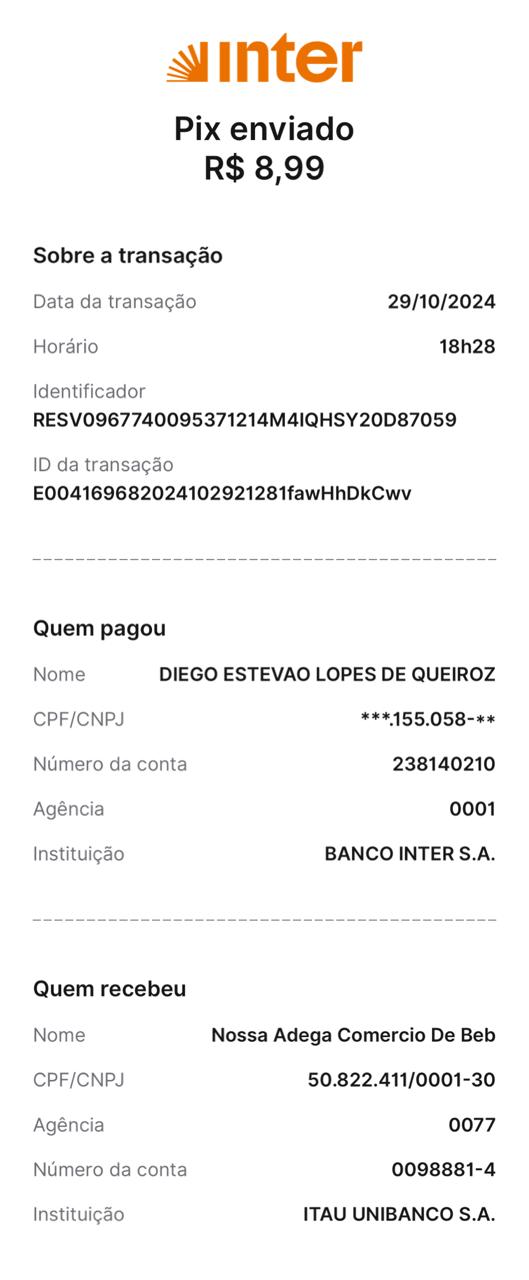 inter
Pix enviado
R$ 8,99
Sobre a transação
Data da transação 29/10/2024
Horário 18h28
Identificador
RESV0967740095371214M4IQHSY20D87059
ID da transação
E004169682024102921281fawHhDkCwv
Quem pagou
Nome DIEGO ESTEVAO LOPES DE QUEIROZ
CPF/CNPJ ***.155.058-**
Número da conta 238140210
Agência 0001
Instituição BANCO INTER S.A.
Quem recebeu
Nome Nossa Adega Comercio De Beb
CPF/CNPJ 50.822.411/0001-30
Agência 0077
Número da conta 0098881-4
Instituição ITAU UNIBANCO S.A.